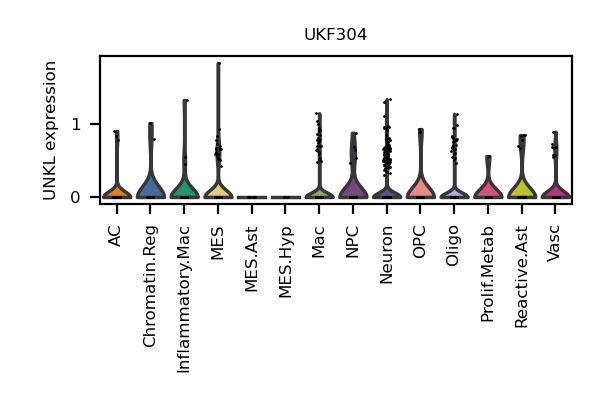 UKF304
UNKL expression
1
0
AC
Chromatin.Reg
Inflammatory.Mac
MES
MES.Ast
MES.Hyp
Mac
NPC
Neuron
OPC
Oligo
Prolif.Metab
Reactive.Ast
Vasc